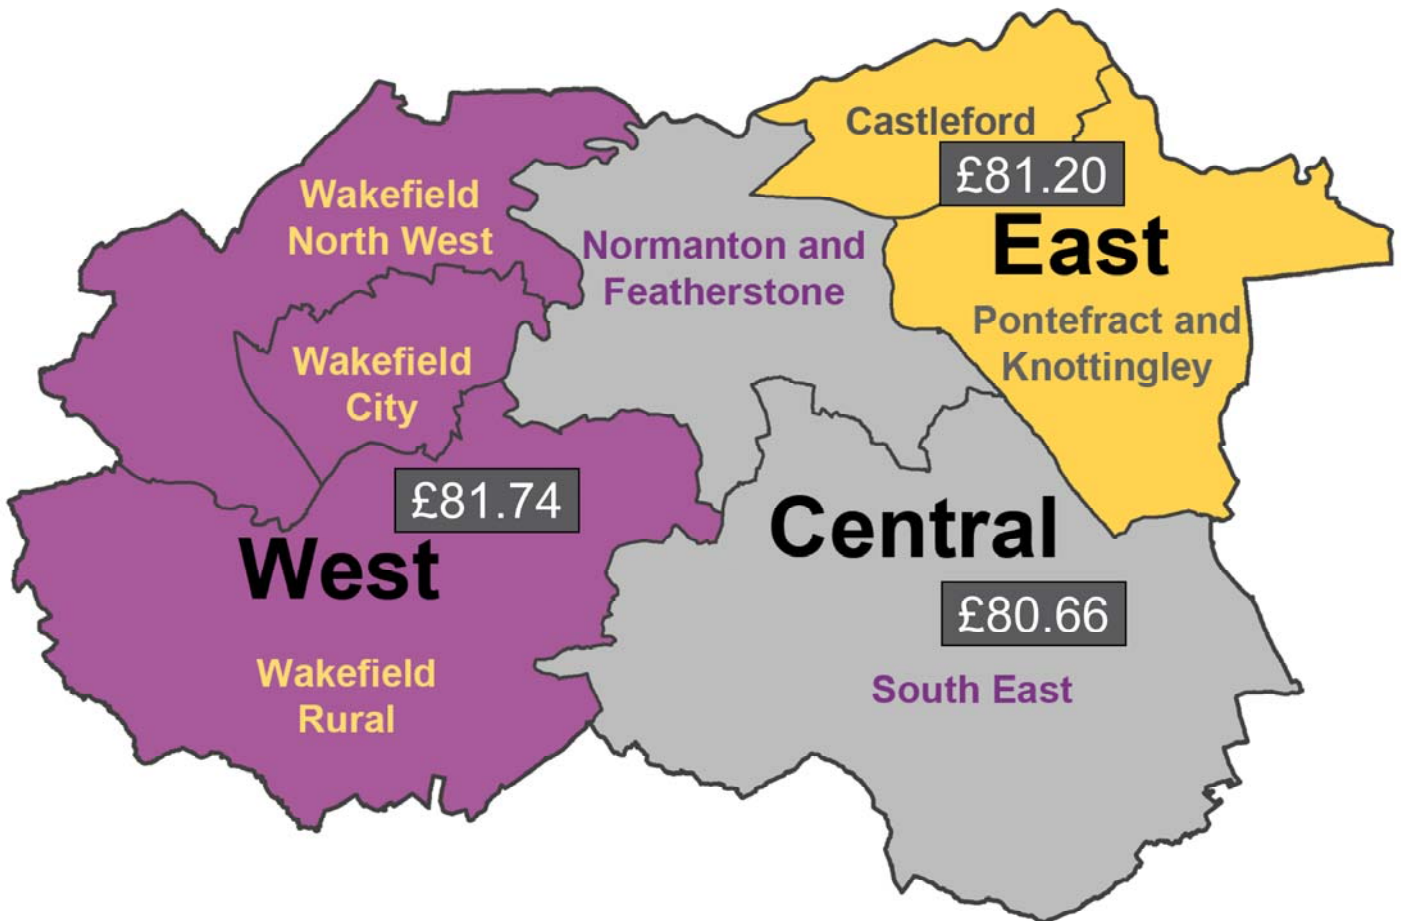 Castleford
£81.20
East
Pontefract and
Knottingley
Wakefield
North West
Wakefield
City
£81.74
West
Wakefield
Rural
Normanton and
Featherstone
Central
£80.66
South East